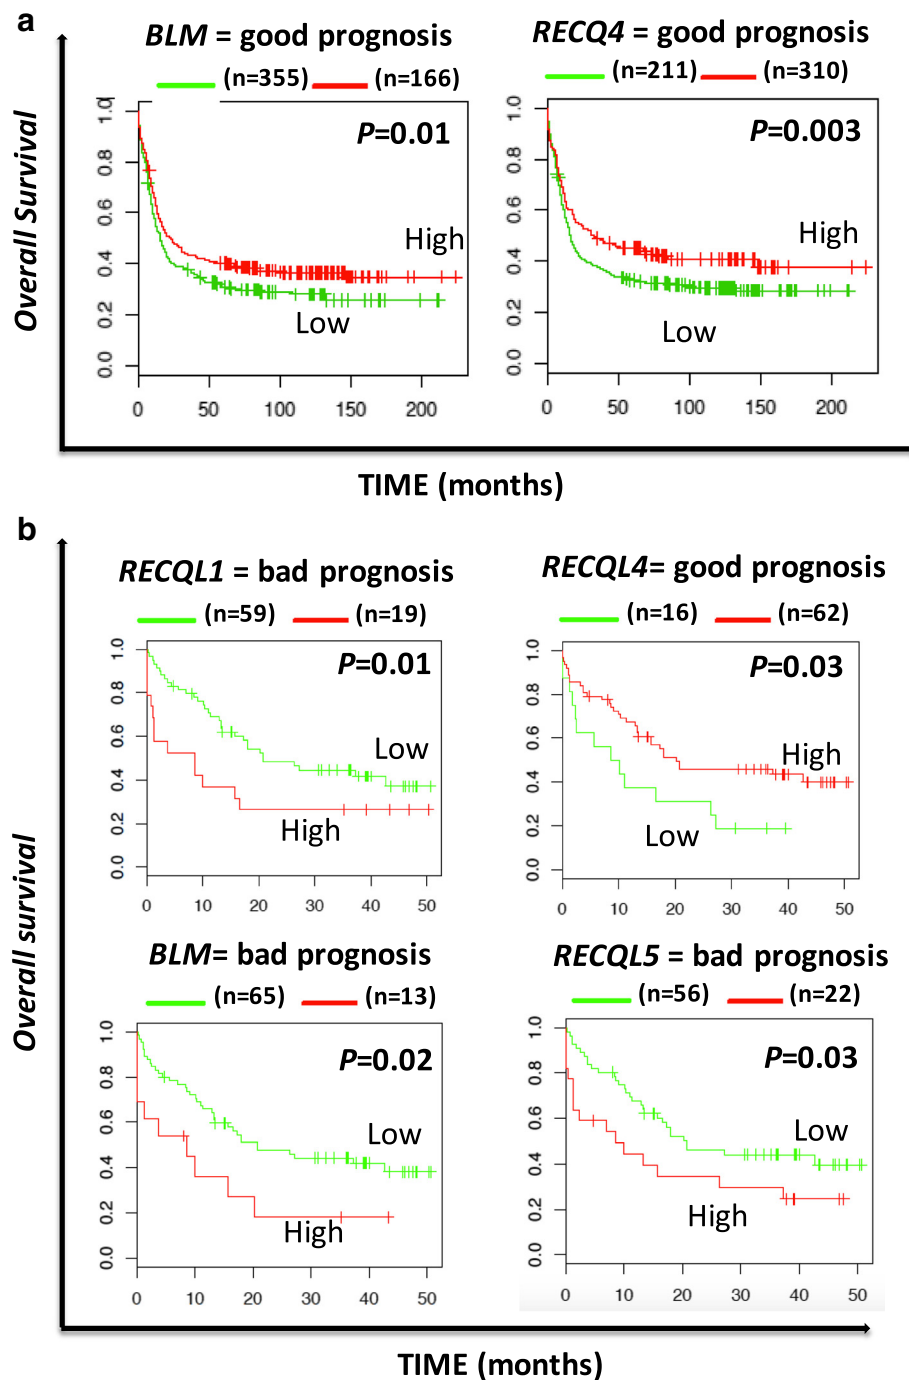 a
BLM = good prognosis
(n=355) (n=166)
P=0.01
High
Low
1.0
0.8
0.6
0.4
0.2
0.0
0 50 100 150 200
RECQ4 = good prognosis
(n=211) (n=310)
P=0.003
High
Low
1.0
0.8
0.6
0.4
0.2
0.0
0 50 100 150 200
Overall Survival
TIME (months)
b
RECQL1 = bad prognosis
(n=59) (n=19)
P=0.01
Low
High
1.0
0.8
0.6
0.4
0.2
0.0
0 10 20 30 40 50
RECQL4= good prognosis
(n=16) (n=62)
P=0.03
High
Low
1.0
0.8
0.6
0.4
0.2
0.0
0 10 20 30 40 50
BLM= bad prognosis
(n=65) (n=13)
P=0.02
Low
High
1.0
0.8
0.6
0.4
0.2
0.0
0 10 20 30 40 50
RECQL5 = bad prognosis
(n=56) (n=22)
P=0.03
Low
High
1.0
0.8
0.6
0.4
0.2
0.0
0 10 20 30 40 50
Overall survival
TIME (months)